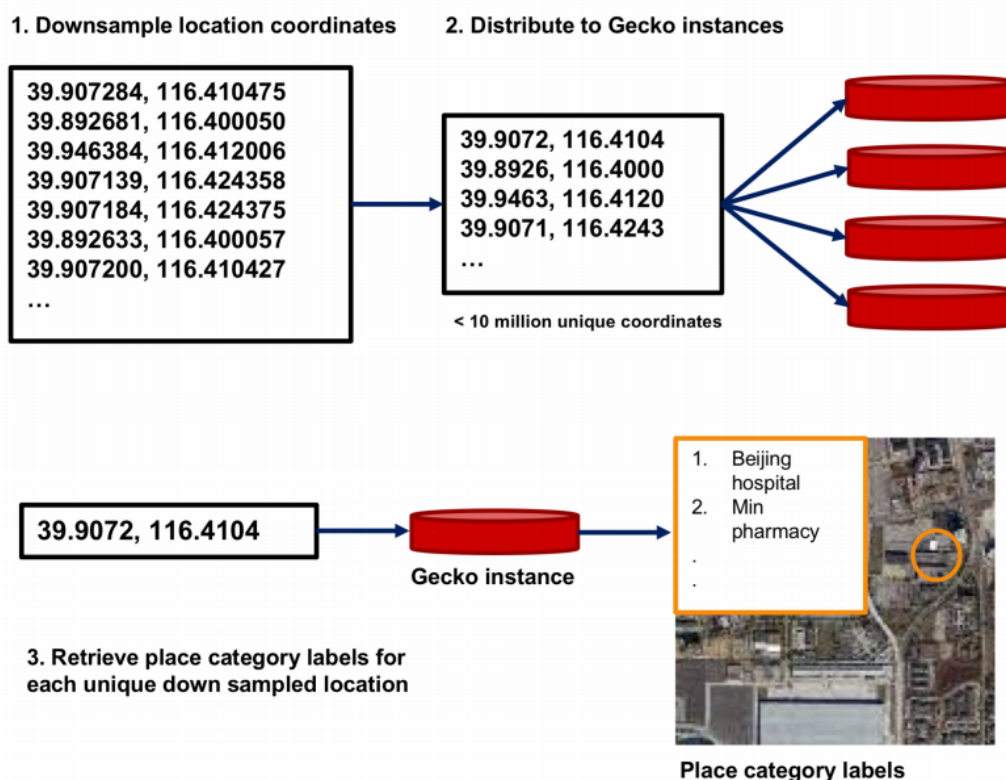 1. Downsample location coordinates
39.907284, 116.410475
39.892681, 116.400050
39.946384, 116.412006
39.907139, 116.424358
39.907184, 116.424375
39.892633, 116.400057
39.907200, 116.410427
...
2. Distribute to Gecko instances
39.9072, 116.4104
39.8926, 116.4000
39.9463, 116.4120
39.9071, 116.4243
...
< 10 million unique coordinates
39.9072, 116.4104
Gecko instance
1. Beijing
hospital
2. Min
pharmacy
.
.
3. Retrieve place category labels for
each unique down sampled location
Place category labels